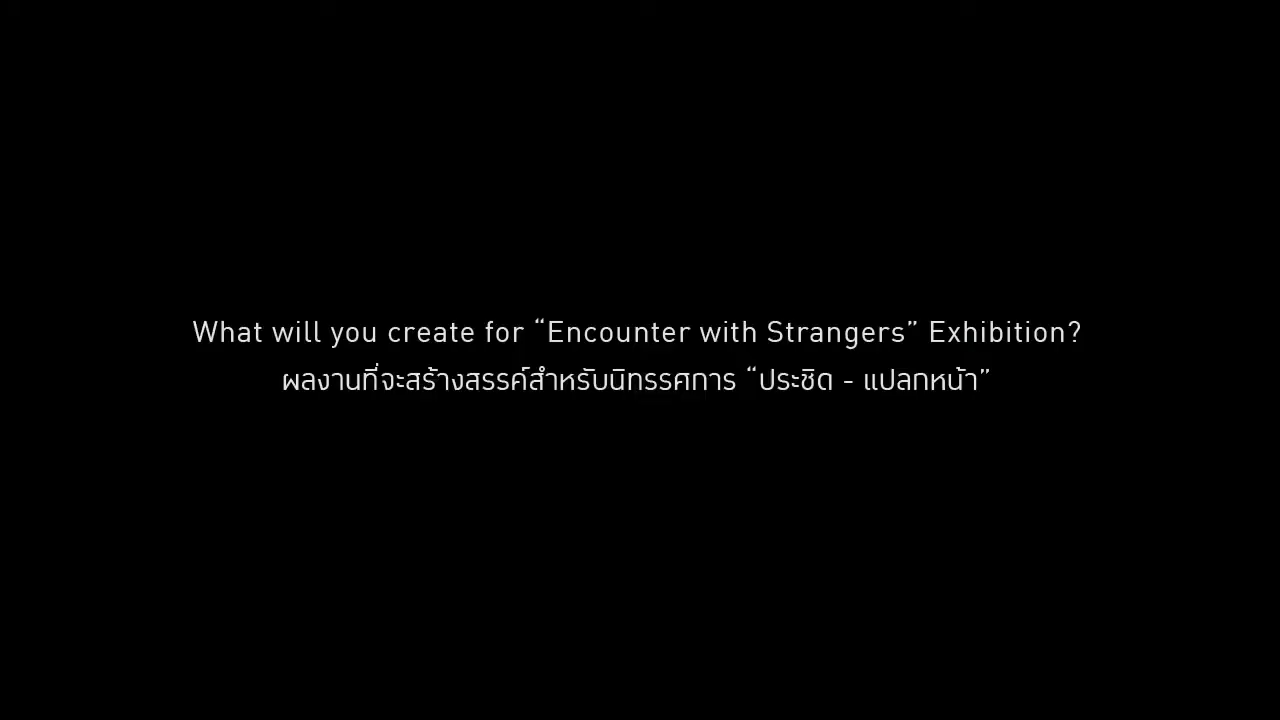 What will you create for “Encounter with Strangers” Exhibition?
ผลงานที่จะสร้างสรรค์สำหรับนิทรรศการ “ประชิด - แปลกหน้า”